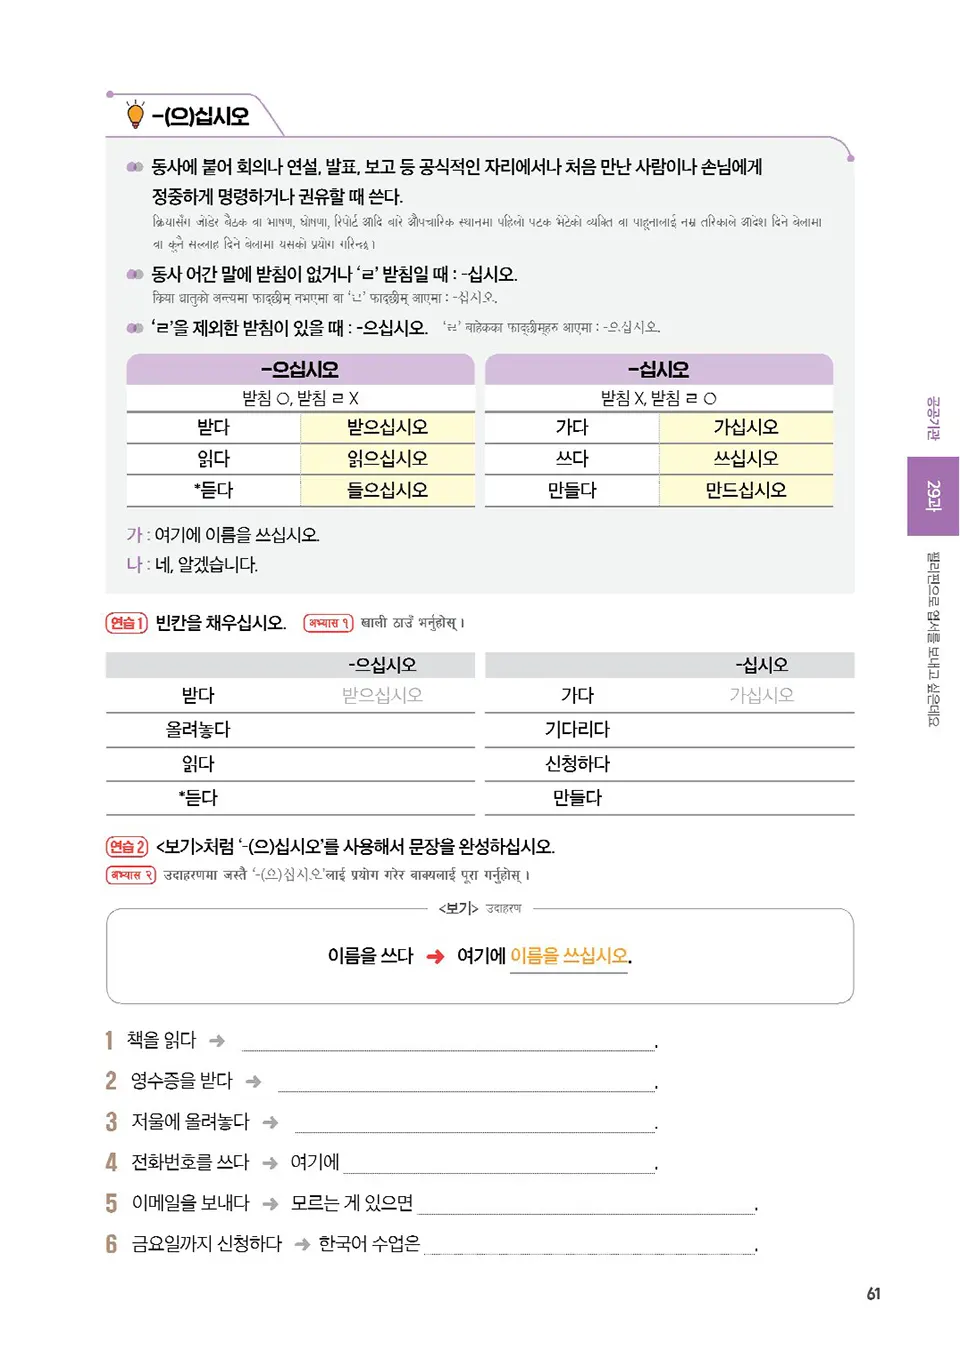 -(으)십시오
동사에 붙어 회의나 연설, 발표, 보고 등 공식적인 자리에서나 처음 만난 사람이나 손님에게
정중하게 명령하거나 권유할 때 쓴다.
क्रियासँग जोडेर बैठक वा भाषण, घोषणा, रिपोर्ट आदि बारे औपचारिक स्थानमा पहिलो पटक भेटेको व्यक्ति वा पाहूनालाई नम्र तरिकाले आदेश दिने बेलामा
वा कुनै सल्लाह दिने बेलामा यसको प्रयोग गरिन्छ ।
동사 어간 말에 받침이 없거나 ‘ㄹ’ 받침일 때 : -십시오.
क्रिया धातुको अन्त्यमा फाद्छीम् नभएमा वा ‘ㄹ’ फाद्छीम् आएमा : -십시오.
‘ㄹ’을 제외한 받침이 있을 때 : -으십시오. ‘ㄹ’ बाहेकका फाद्छीम्हरु आएमा : -으십시오.
-으십시오 -십시오
받침 ○, 받침 ㄹ X 받침 X, 받침 ㄹ ○
받다 받으십시오 가다 가십시오
읽다 읽으십시오 쓰다 쓰십시오
*듣다 들으십시오 만들다 만드십시오
가 : 여기에 이름을 쓰십시오.
나 : 네, 알겠습니다.
연습 1 빈칸을 채우십시오. अभ्यास १ खाली ठाउँ भर्नुहोस् ।
-으십시오 -십시오
받다 받으십시오 가다 가십시오
올려놓다 기다리다
읽다 신청하다
*듣다 만들다
연습 2 <보기>처럼 ‘-(으)십시오’를 사용해서 문장을 완성하십시오.
अभ्यास २ उदाहरणमा जस्तै ‘-(으)십시오’लाई प्रयोग गरेर वाक्यलाई पूरा गर्नुहोस् ।
<보기> उदाहरण
이름을 쓰다 ➜ 여기에 이름을 쓰십시오.
1 책을 읽다 ➜ .
2 영수증을 받다 ➜ .
3 저울에 올려놓다 ➜ .
4 전화번호를 쓰다 ➜ 여기에 .
5 이메일을 보내다 ➜ 모르는 게 있으면 .
6 금요일까지 신청하다 ➜ 한국어 수업은 .
공공기관
29과
필리핀으로 엽서를 보내고 싶은데요
61